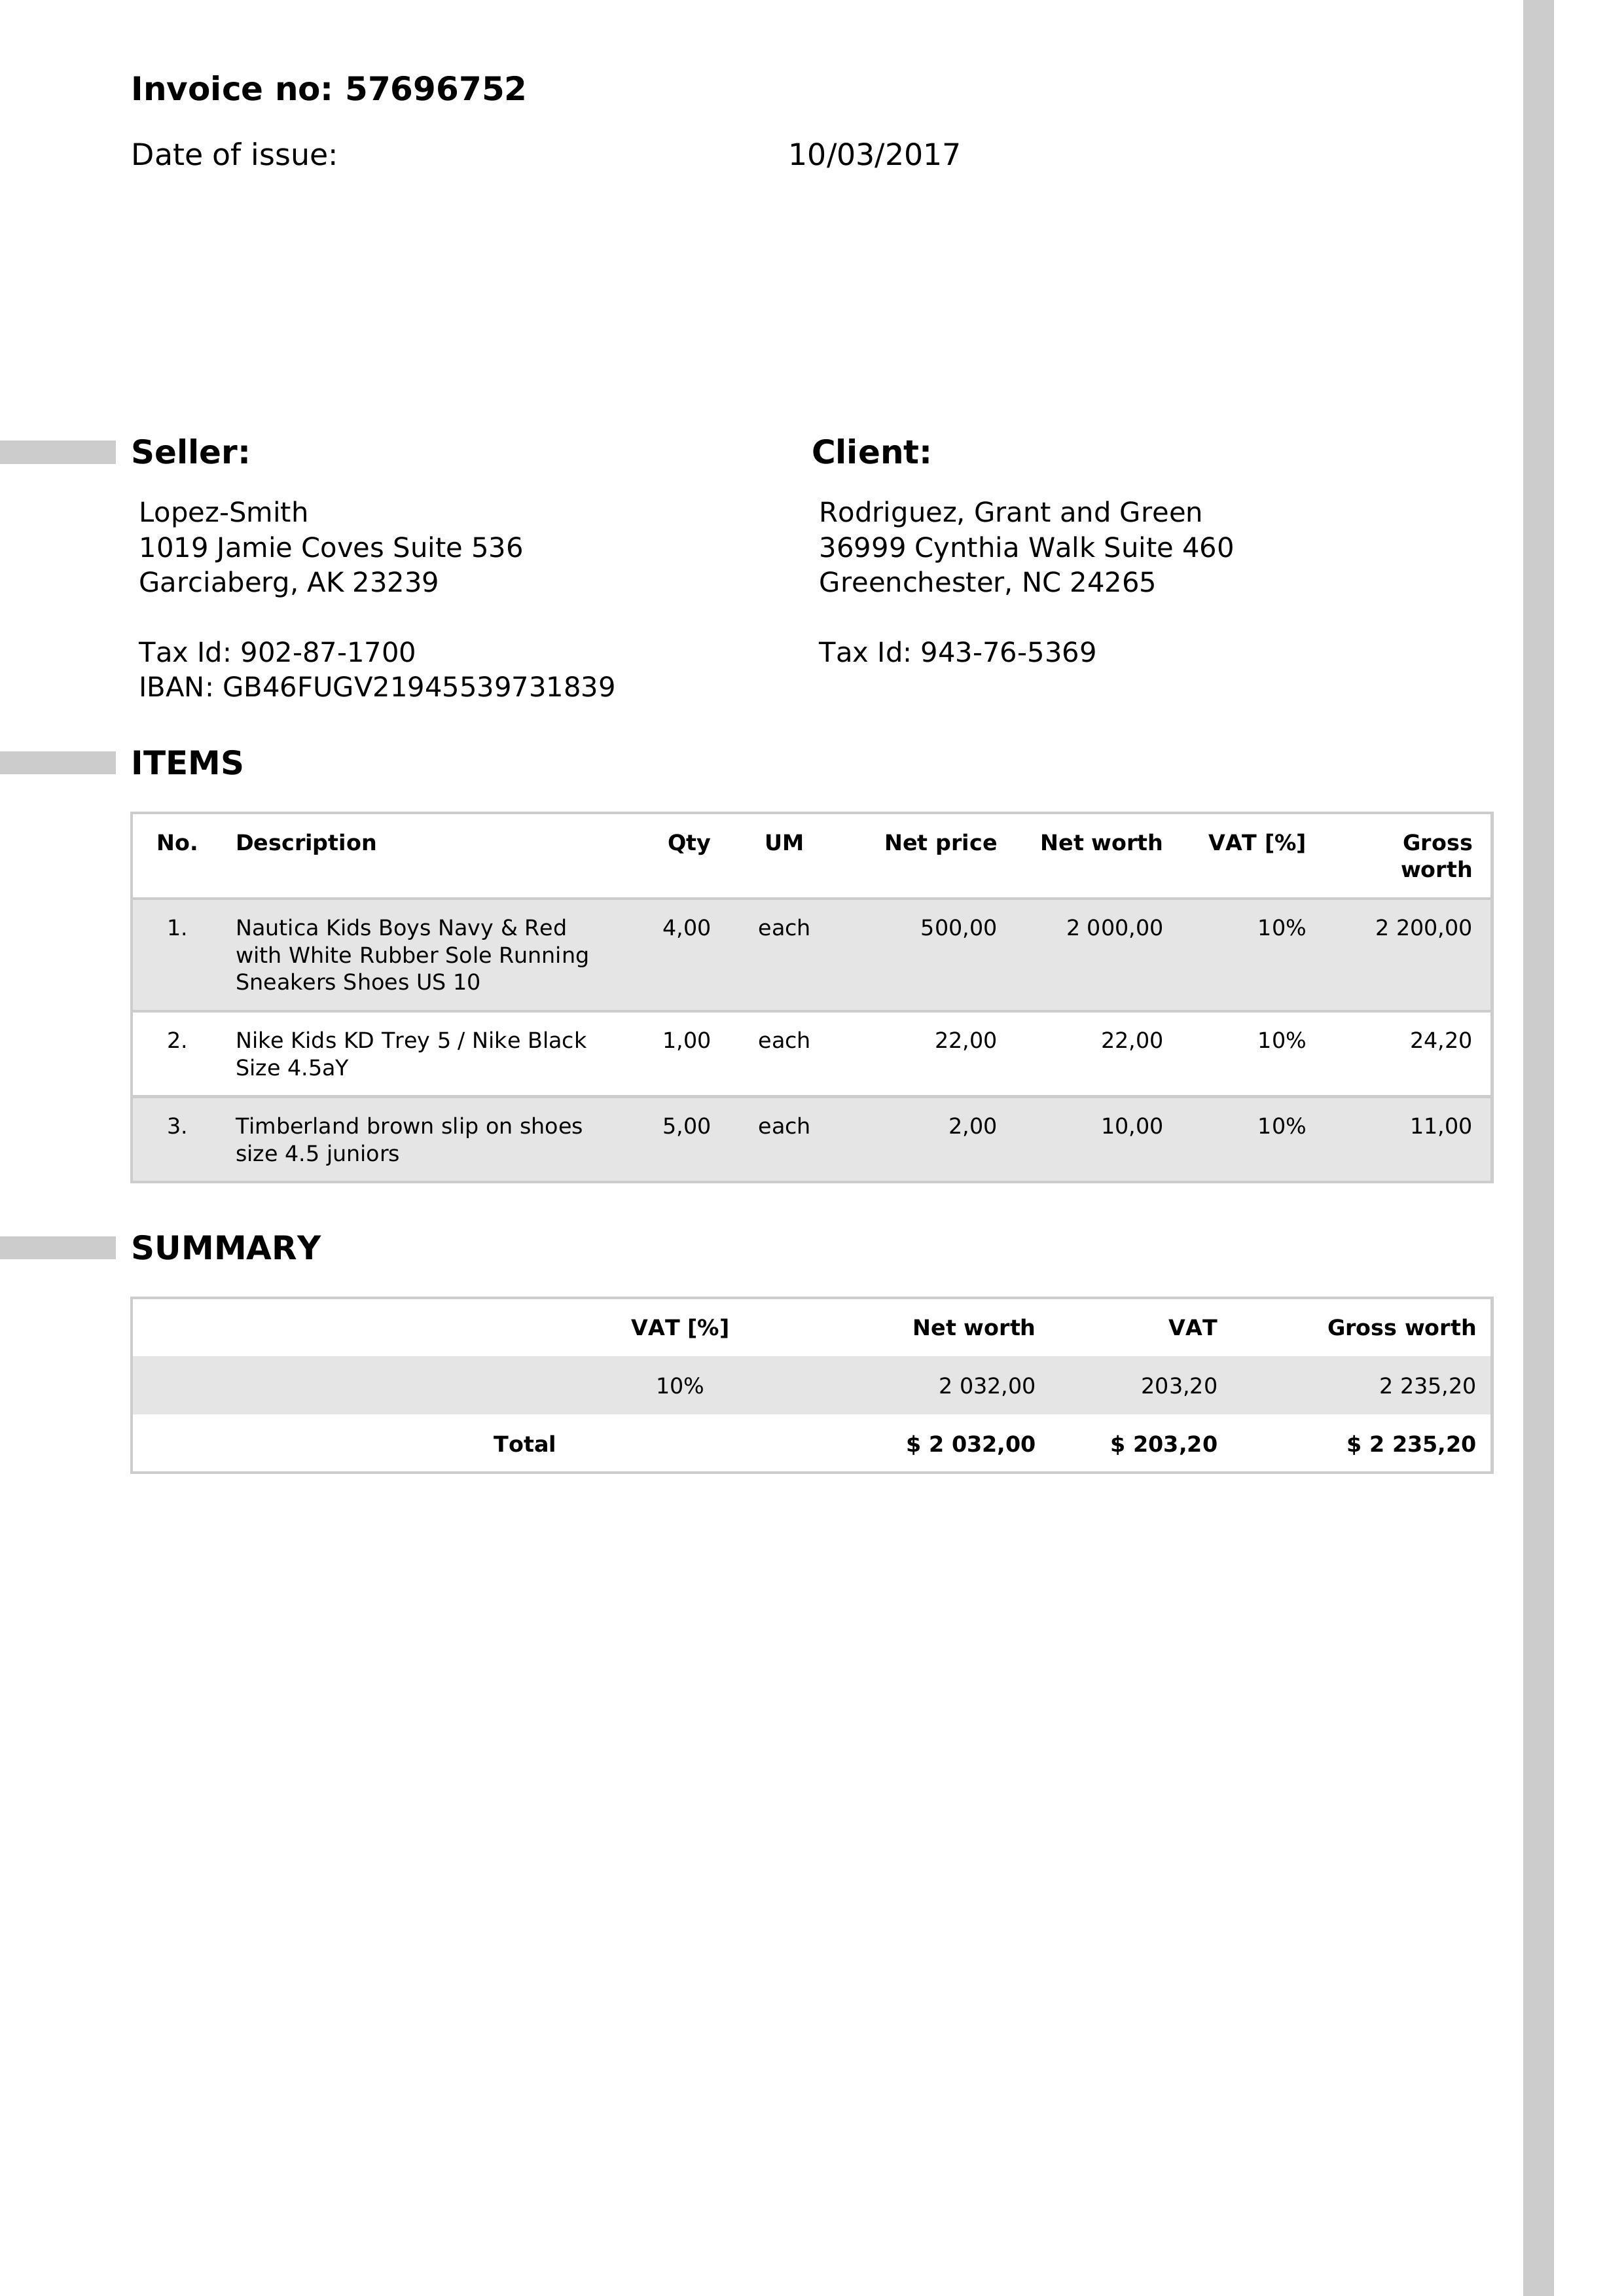 Invoice no: 57696752
Date of issue: 10/03/2017
Seller:
Lopez-Smith
1019 Jamie Coves Suite 536
Garciaberg, AK 23239
Tax Id: 902-87-1700
IBAN: GB46FUGV21945539731839
Client:
Rodriguez, Grant and Green
36999 Cynthia Walk Suite 460
Greenchester, NC 24265
Tax Id: 943-76-5369
ITEMS
No. Description Qty UM Net price Net worth VAT [%] Gross
worth
1. Nautica Kids Boys Navy & Red 4,00 each 500,00 2 000,00 10% 2 200,00
with White Rubber Sole Running
Sneakers Shoes US 10
2. Nike Kids KD Trey 5 / Nike Black 1,00 each 22,00 22,00 10% 24,20
Size 4.5aY
3. Timberland brown slip on shoes 5,00 each 2,00 10,00 10% 11,00
size 4.5 juniors
SUMMARY
VAT [%] Net worth VAT Gross worth
10% 2 032,00 203,20 2 235,20
Total $ 2 032,00 $ 203,20 $ 2 235,20